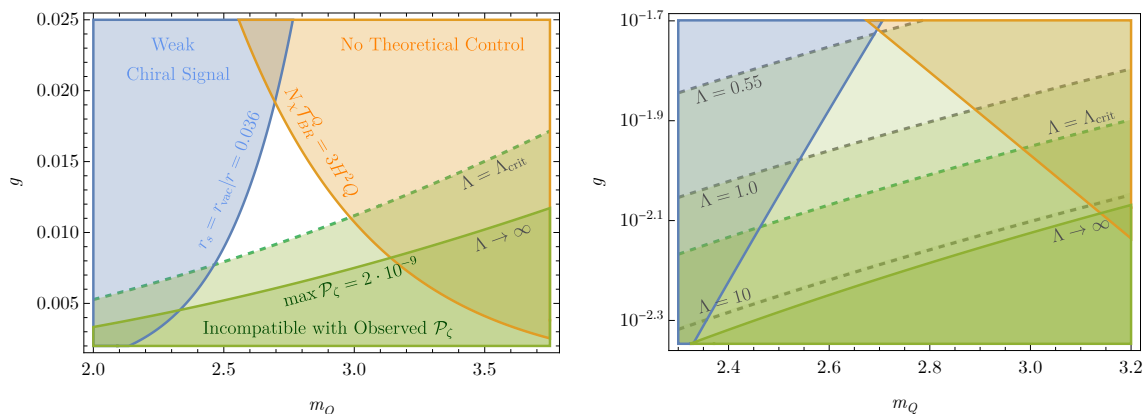 0.025
0.020
0.015
0.010
0.005
g
2.0
2.5
3.0
3.5
m_Q
Weak
Chiral Signal
No Theoretical Control
r_s = r_vac|r = 0.036
N_χ T_BR^Q = 3H²Q
Λ = Λ_crit
Λ → ∞
max P_ζ = 2 · 10⁻⁹
Incompatible with Observed P_ζ
10^−1.7
10^−1.9
10^−2.1
10^−2.3
g
2.4
2.6
2.8
3.0
3.2
m_Q
Λ = 0.55
Λ = 1.0
Λ = Λ_crit
Λ → ∞
Λ = 10